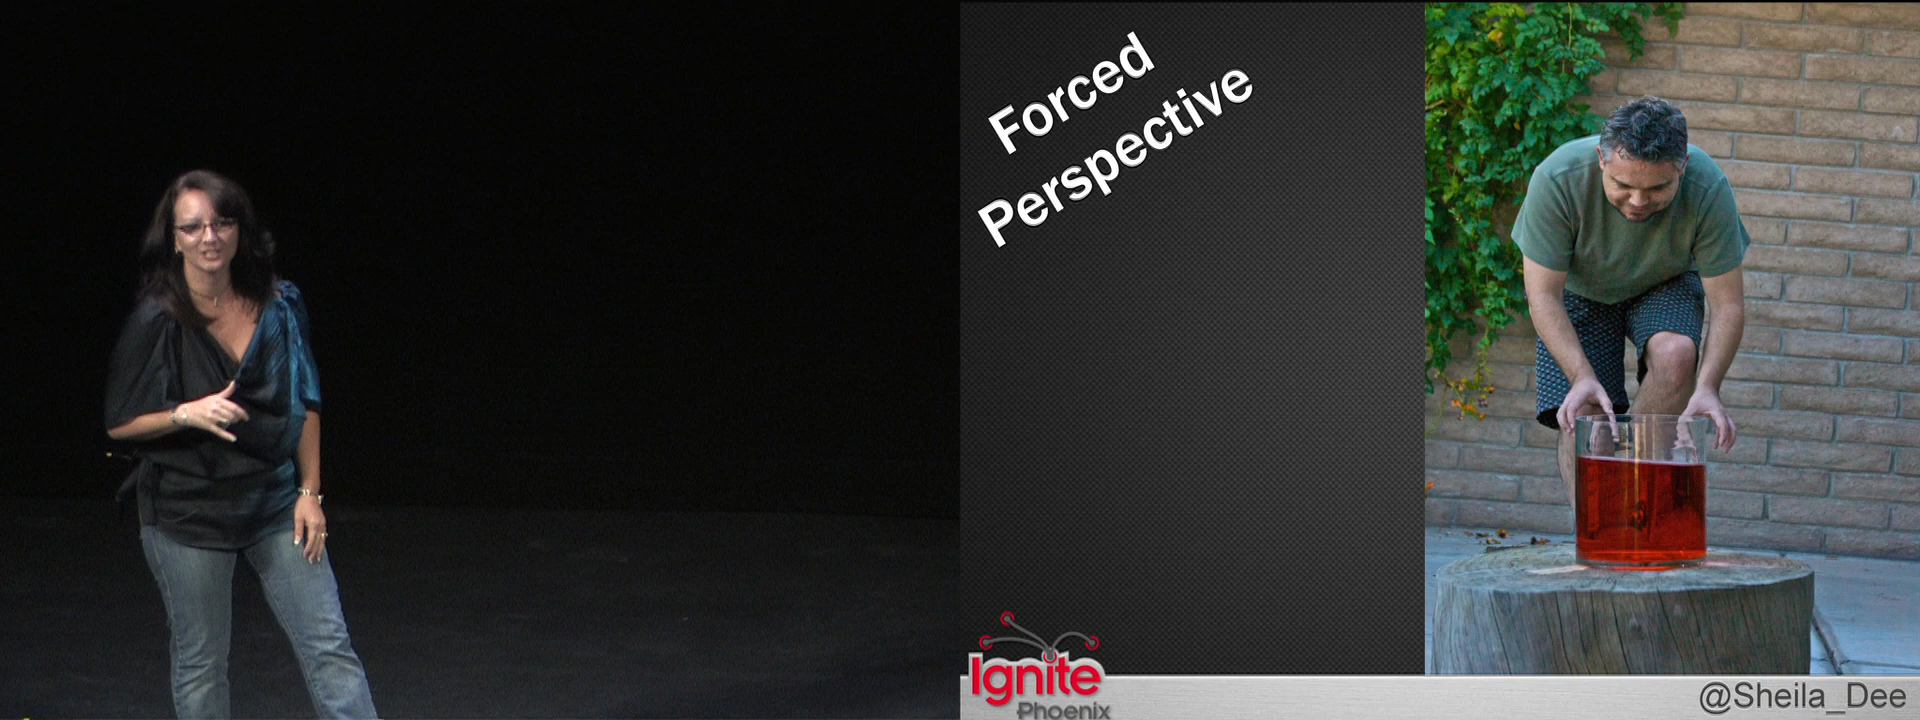 Forced
Perspective
Ignite
Phoenix
@Sheila_Dee